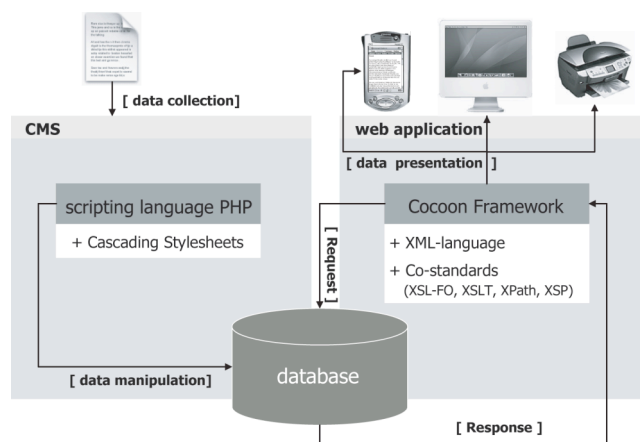 [ data collection]
CMS
web application
[ data presentation ]
scripting language PHP
+ Cascading Stylesheets
Cocoon Framework
+ XML-language
+ Co-standards
(XSL-FO, XSLT, XPath, XSP)
[ Request ]
database
[ data manipulation]
[ Response ]